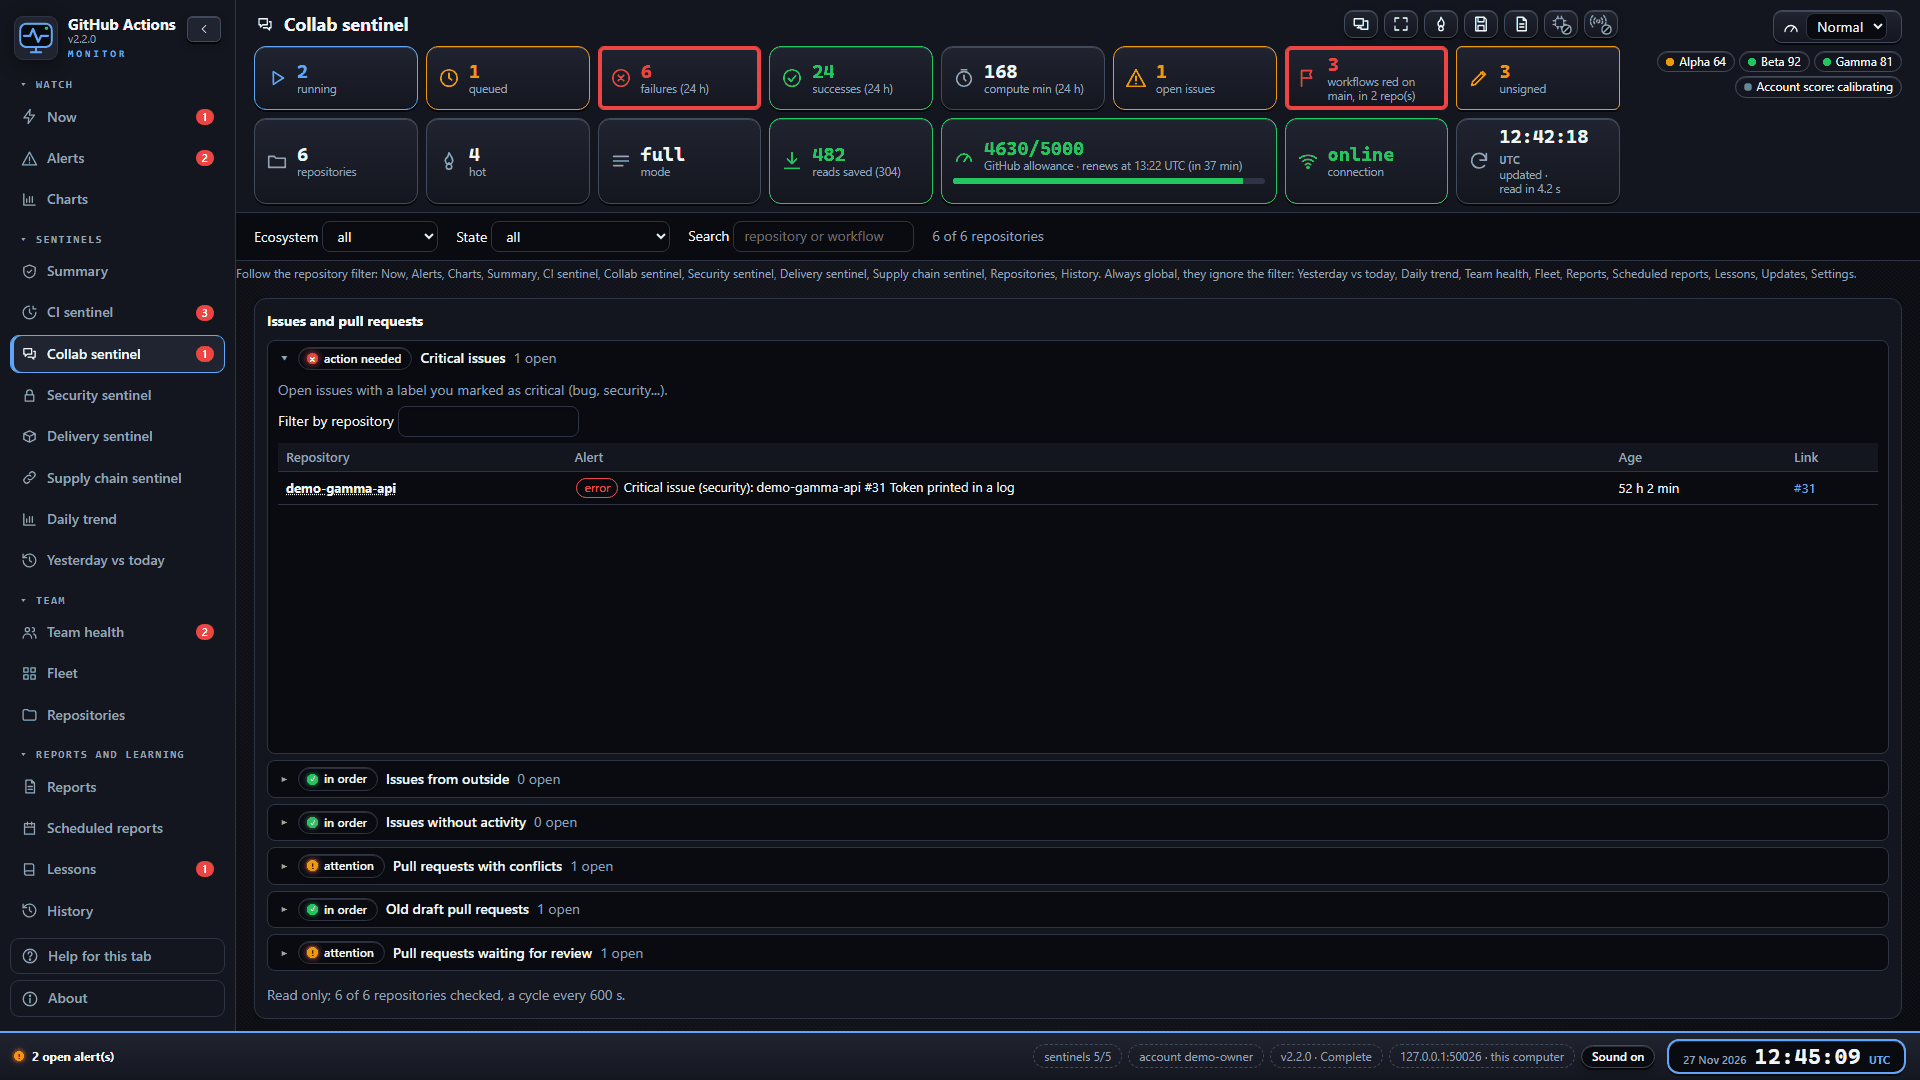 GitHub Actions
v2.2.0
MONITOR
WATCH
Now 1
Alerts 2
Charts
SENTINELS
Summary
CI sentinel 3
Collab sentinel 1
Security sentinel
Delivery sentinel
Supply chain sentinel
Daily trend
Yesterday vs today
TEAM
Team health 2
Fleet
Repositories
REPORTS AND LEARNING
Reports
Scheduled reports
Lessons 1
History
Help for this tab
About
Collab sentinel
Normal
2
running
1
queued
6
failures (24 h)
24
successes (24 h)
168
compute min (24 h)
1
open issues
3
workflows red on
main, in 2 repo(s)
3
unsigned
Alpha 64
Beta 92
Gamma 81
Account score: calibrating
6
repositories
4
hot
full
mode
482
reads saved (304)
4630/5000
GitHub allowance · renews at 13:22 UTC (in 37 min)
online
connection
12:42:18
UTC
updated ·
read in 4.2 s
Ecosystem all State all Search repository or workflow 6 of 6 repositories
Follow the repository filter: Now, Alerts, Charts, Summary, CI sentinel, Collab sentinel, Security sentinel, Delivery sentinel, Supply chain sentinel, Repositories, History. Always global, they ignore the filter: Yesterday vs today, Daily trend, Team health, Fleet, Reports, Scheduled reports, Lessons, Updates, Settings.
Issues and pull requests
action needed Critical issues 1 open
Open issues with a label you marked as critical (bug, security...).
Filter by repository
Repository Alert Age Link
demo-gamma-api error Critical issue (security): demo-gamma-api #31 Token printed in a log 52 h 2 min #31
in order Issues from outside 0 open
in order Issues without activity 0 open
attention Pull requests with conflicts 1 open
in order Old draft pull requests 1 open
attention Pull requests waiting for review 1 open
Read only; 6 of 6 repositories checked, a cycle every 600 s.
2 open alert(s)
sentinels 5/5
account demo-owner
v2.2.0 · Complete
127.0.0.1:50026 · this computer
Sound on
27 Nov 2026 12:45:09 UTC